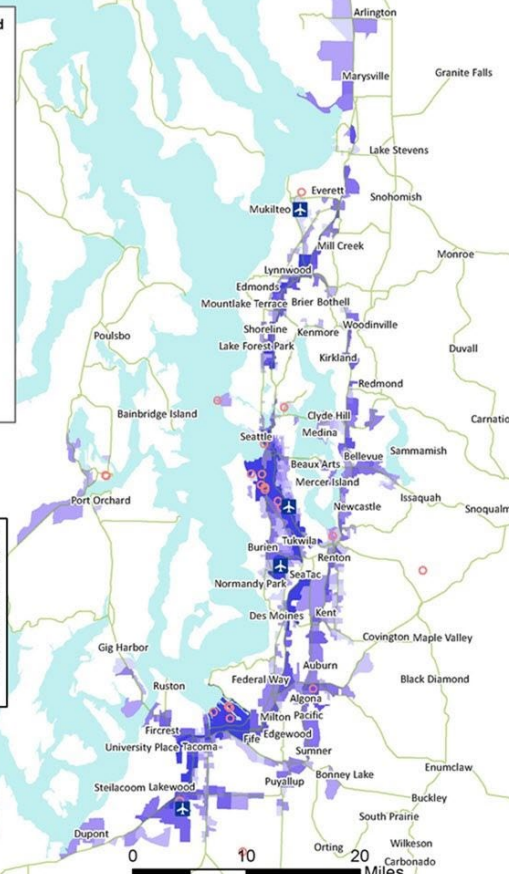 d
Arlington
Marysville
Granite Falls
Lake Stevens
Everett
Snohomish
Mukilteo
Mill Creek
Monroe
Lynnwood
Edmonds
Mountlake Terrace Brier Bothell
Shoreline
Kenmore
Woodinville
Poulsbo
Lake Forest Park
Duvall
Kirkland
Redmond
Bainbridge Island
Clyde Hill
Carnatio
Medina
Seattle
Sammamish
Bellevue
Beaux Arts
Mercer Island
Issaquah
Port Orchard
Newcastle
Snoqualm
Tukwila
Burien
Renton
SeaTac
Normandy Park
Des Moines
Kent
Covington Maple Valley
Gig Harbor
Auburn
Federal Way
Black Diamond
Ruston
Algona
Milton Pacific
Fircrest
Edgewood
Fife
University Place Tacoma
Sumner
Enumclaw
Bonney Lake
Puyallup
Steilacoom Lakewood
Buckley
South Prairie
Dupont
Wilkeson
Orting
Carbonado
0 10 20
Miles